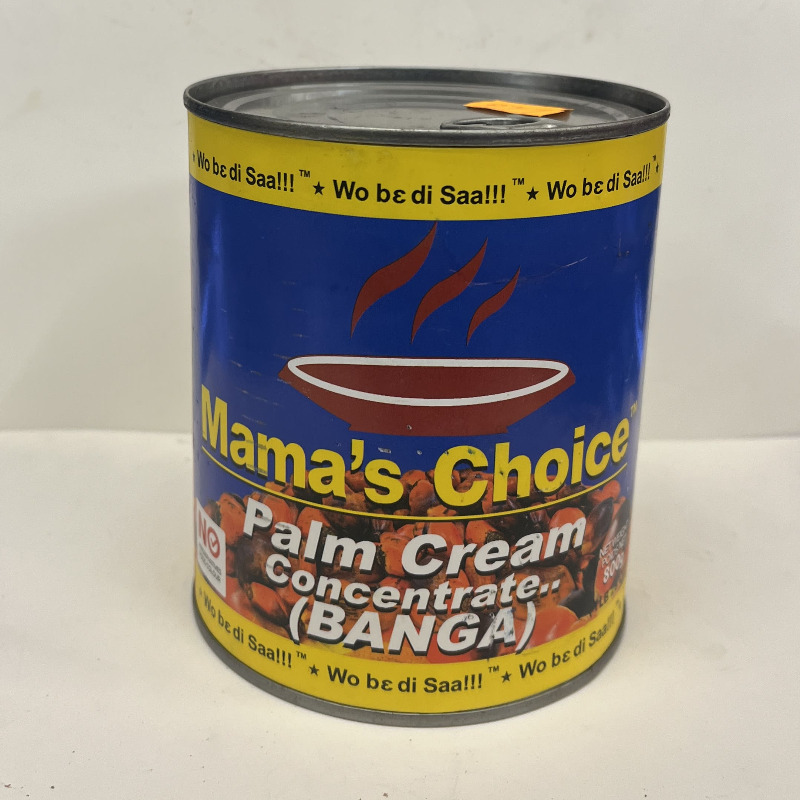 Wo bɛ di Saa!!!™ ★ Wo bɛ di Saa!!!™ ★ Wo bɛ di Saa!!!™
Mama's Choice™
Palm Cream
Concentrate..
(BANGA)
NO
800g
Wo bɛ di Saa!!!™ ★ Wo bɛ di Saa!!!™ ★ Wo bɛ di Saa!!!